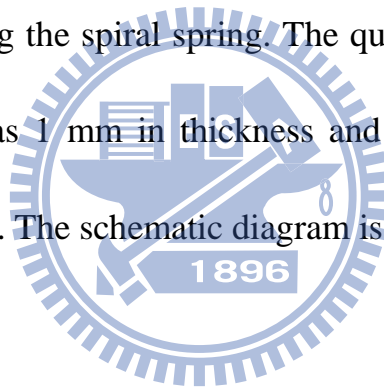 g the spiral spring. The qu
as 1 mm in thickness and
. The schematic diagram is
1896